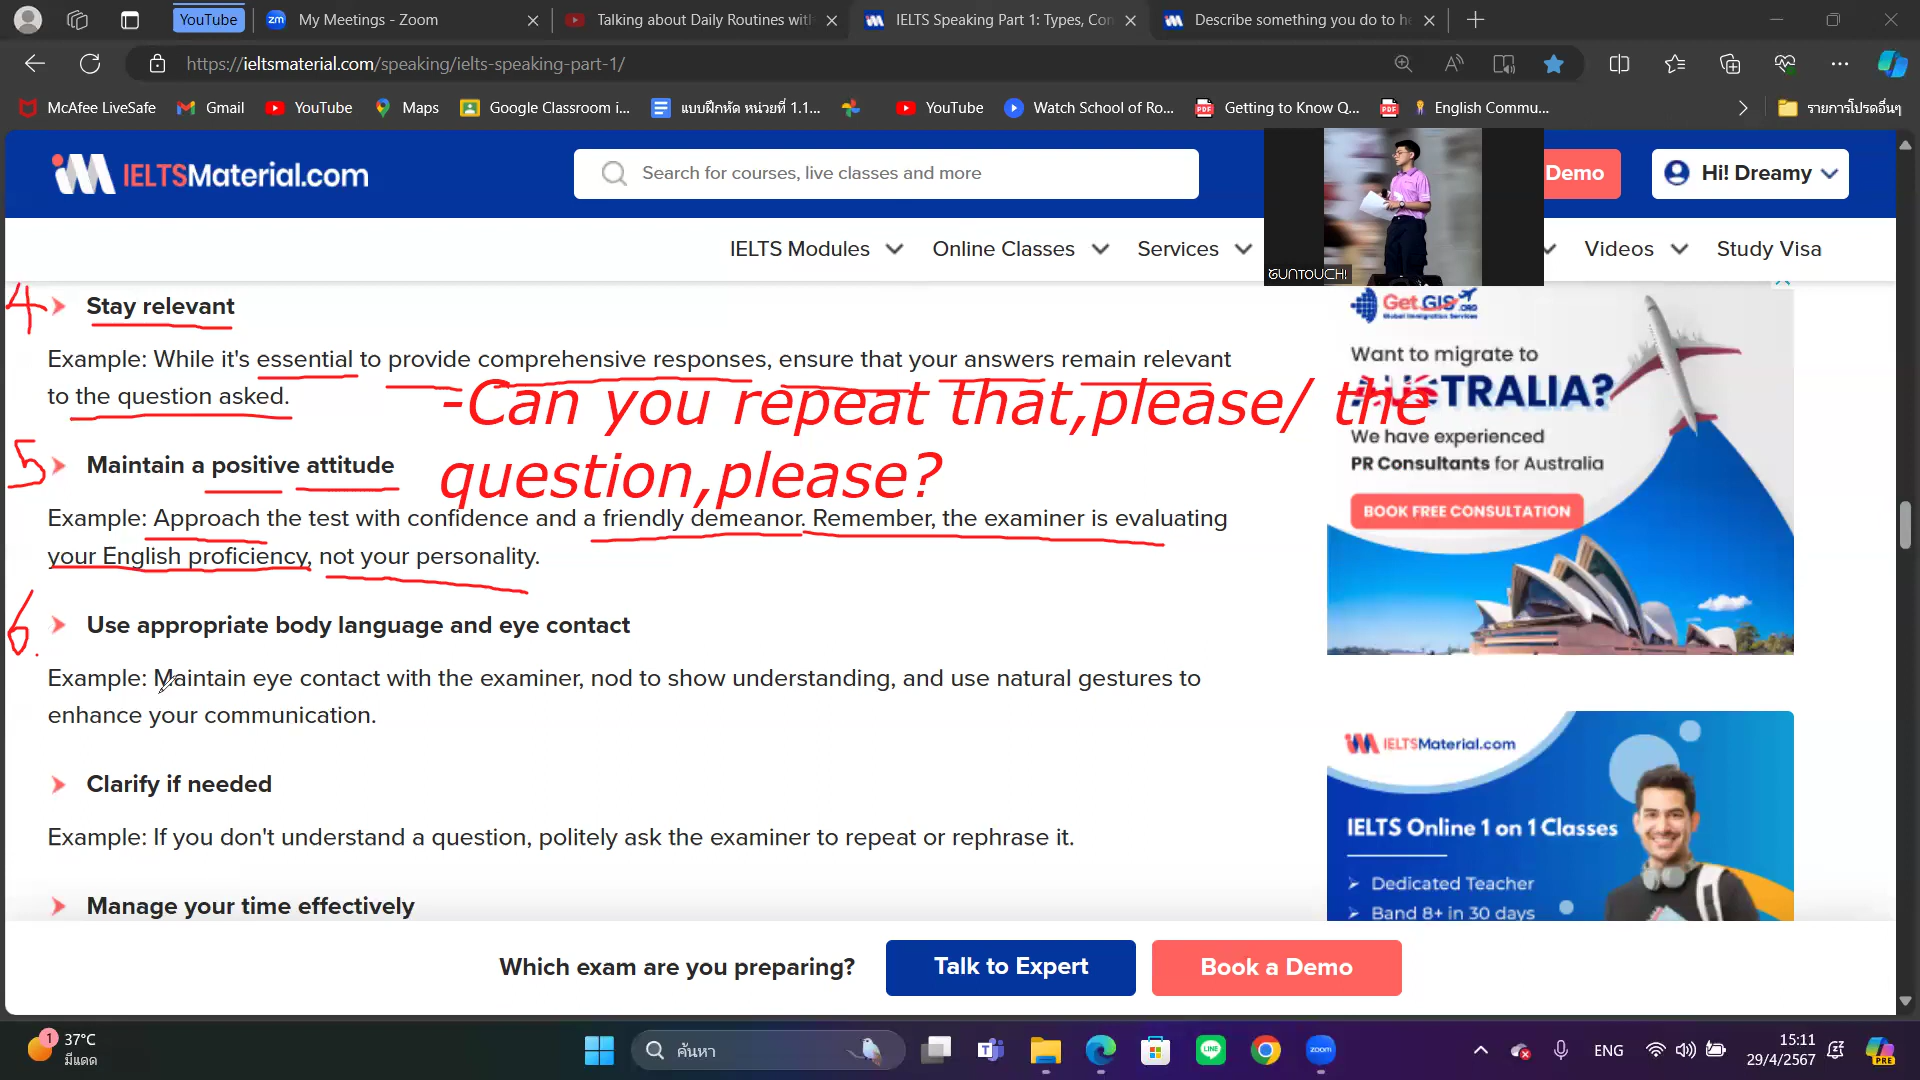 YouTube
My Meetings - Zoom
Talking about Daily Routines with
IELTS Speaking Part 1: Types, Con
Describe something you do to he
https://ieltsmaterial.com/speaking/ielts-speaking-part-1/
McAfee LiveSafe
Gmail
YouTube
Maps
Google Classroom i...
แบบฝึกหัด หน่วยที่ 1.1...
YouTube
Watch School of Ro...
Getting to Know Q...
English Commu...
รายการโปรดอื่นๆ
IELTSMaterial.com
Search for courses, live classes and more
Demo
Hi! Dreamy
IELTS Modules
Online Classes
Services
Videos
Study Visa
GUNTOUCH!
4 Stay relevant
Example: While it's essential to provide comprehensive responses, ensure that your answers remain relevant
to the question asked.
-Can you repeat that,please/ the
question,please?
5 Maintain a positive attitude
Example: Approach the test with confidence and a friendly demeanor. Remember, the examiner is evaluating
your English proficiency, not your personality.
6. Use appropriate body language and eye contact
Example: Maintain eye contact with the examiner, nod to show understanding, and use natural gestures to
enhance your communication.
Clarify if needed
Example: If you don't understand a question, politely ask the examiner to repeat or rephrase it.
Manage your time effectively
GetGIS.ORG
Global Immigration Services
Want to migrate to
AUSTRALIA?
We have experienced
PR Consultants for Australia
BOOK FREE CONSULTATION
IELTSMaterial.com
IELTS Online 1 on 1 Classes
Dedicated Teacher
Band 8+ in 30 days
Which exam are you preparing?
Talk to Expert
Book a Demo
1
37°C
มีแดด
ค้นหา
LINE
zoom
ENG
15:11
29/4/2567
PRE